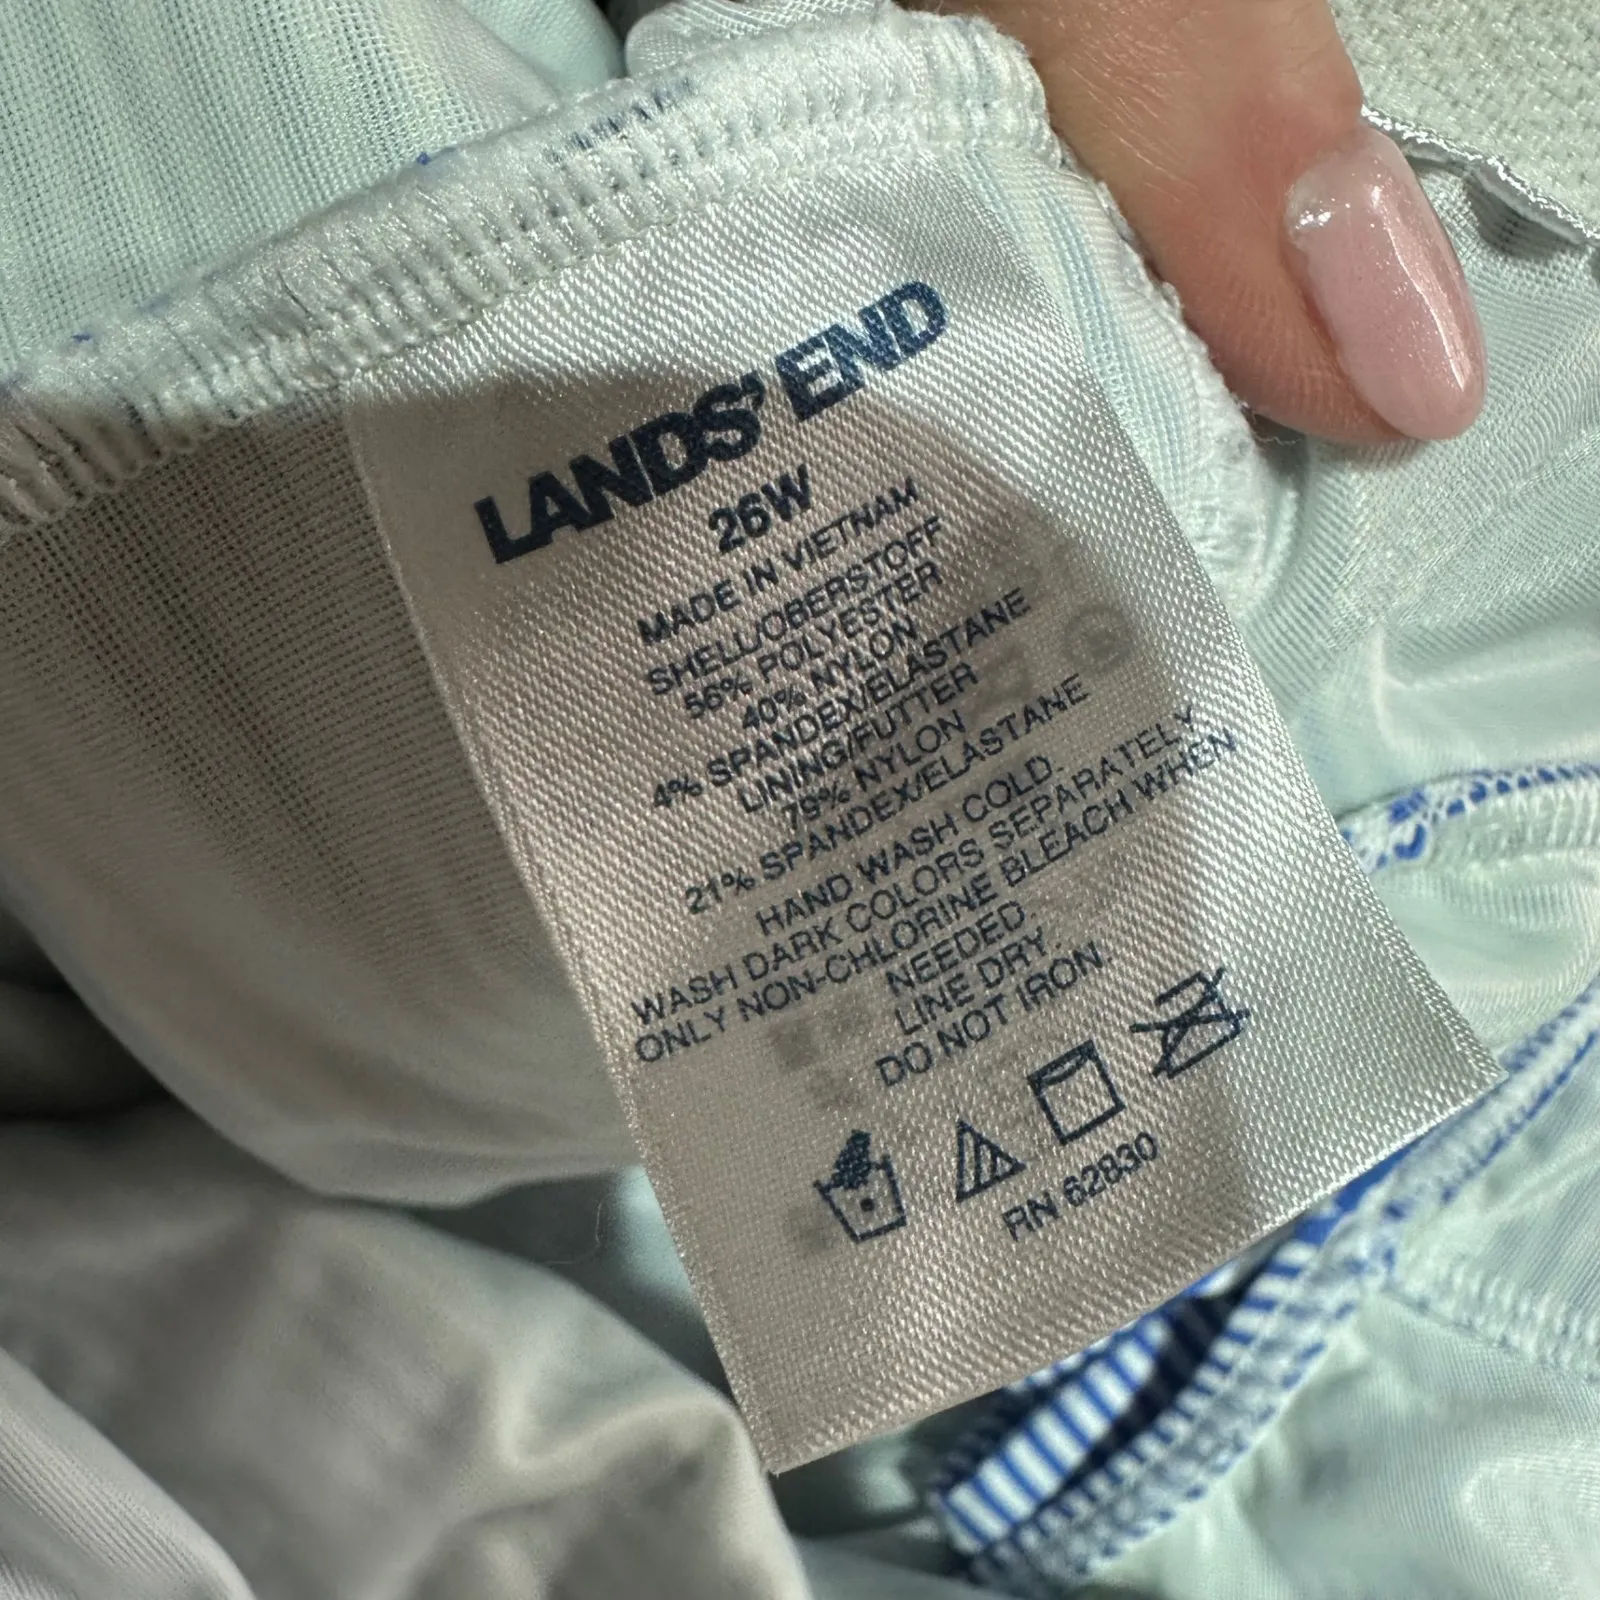 LANDS' END
26W
MADE IN VIETNAM
SHELL/OBERSTOFF
56% POLYESTER
40% NYLON
4% SPANDEX/ELASTANE
LINING/FUTTER
79% NYLON
21% SPANDEX/ELASTANE
HAND WASH COLD.
WASH DARK COLORS SEPARATELY
ONLY NON-CHLORINE BLEACH WHEN
NEEDED.
LINE DRY.
DO NOT IRON.
RN 62830